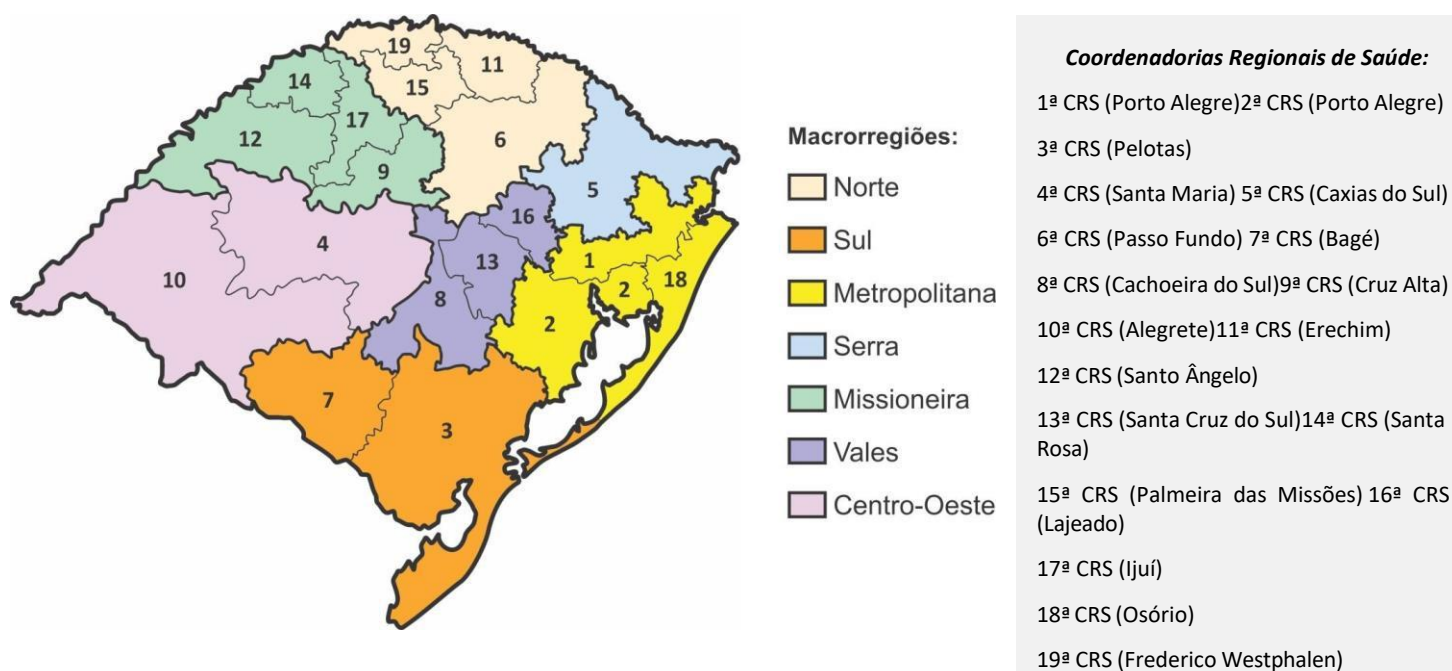 19
11
14
15
17
12
6
9
5
16
4
1
13
18
10
2
8
2
7
3
Macrorregiões:
Norte
Sul
Metropolitana
Serra
Missioneira
Vales
Centro-Oeste
Coordenadorias Regionais de Saúde:
1ª CRS (Porto Alegre)2ª CRS (Porto Alegre)
3ª CRS (Pelotas)
4ª CRS (Santa Maria) 5ª CRS (Caxias do Sul)
6ª CRS (Passo Fundo) 7ª CRS (Bagé)
8ª CRS (Cachoeira do Sul)9ª CRS (Cruz Alta)
10ª CRS (Alegrete)11ª CRS (Erechim)
12ª CRS (Santo Ângelo)
13ª CRS (Santa Cruz do Sul)14ª CRS (Santa
Rosa)
15ª CRS (Palmeira das Missões) 16ª CRS
(Lajeado)
17ª CRS (Ijuí)
18ª CRS (Osório)
19ª CRS (Frederico Westphalen)